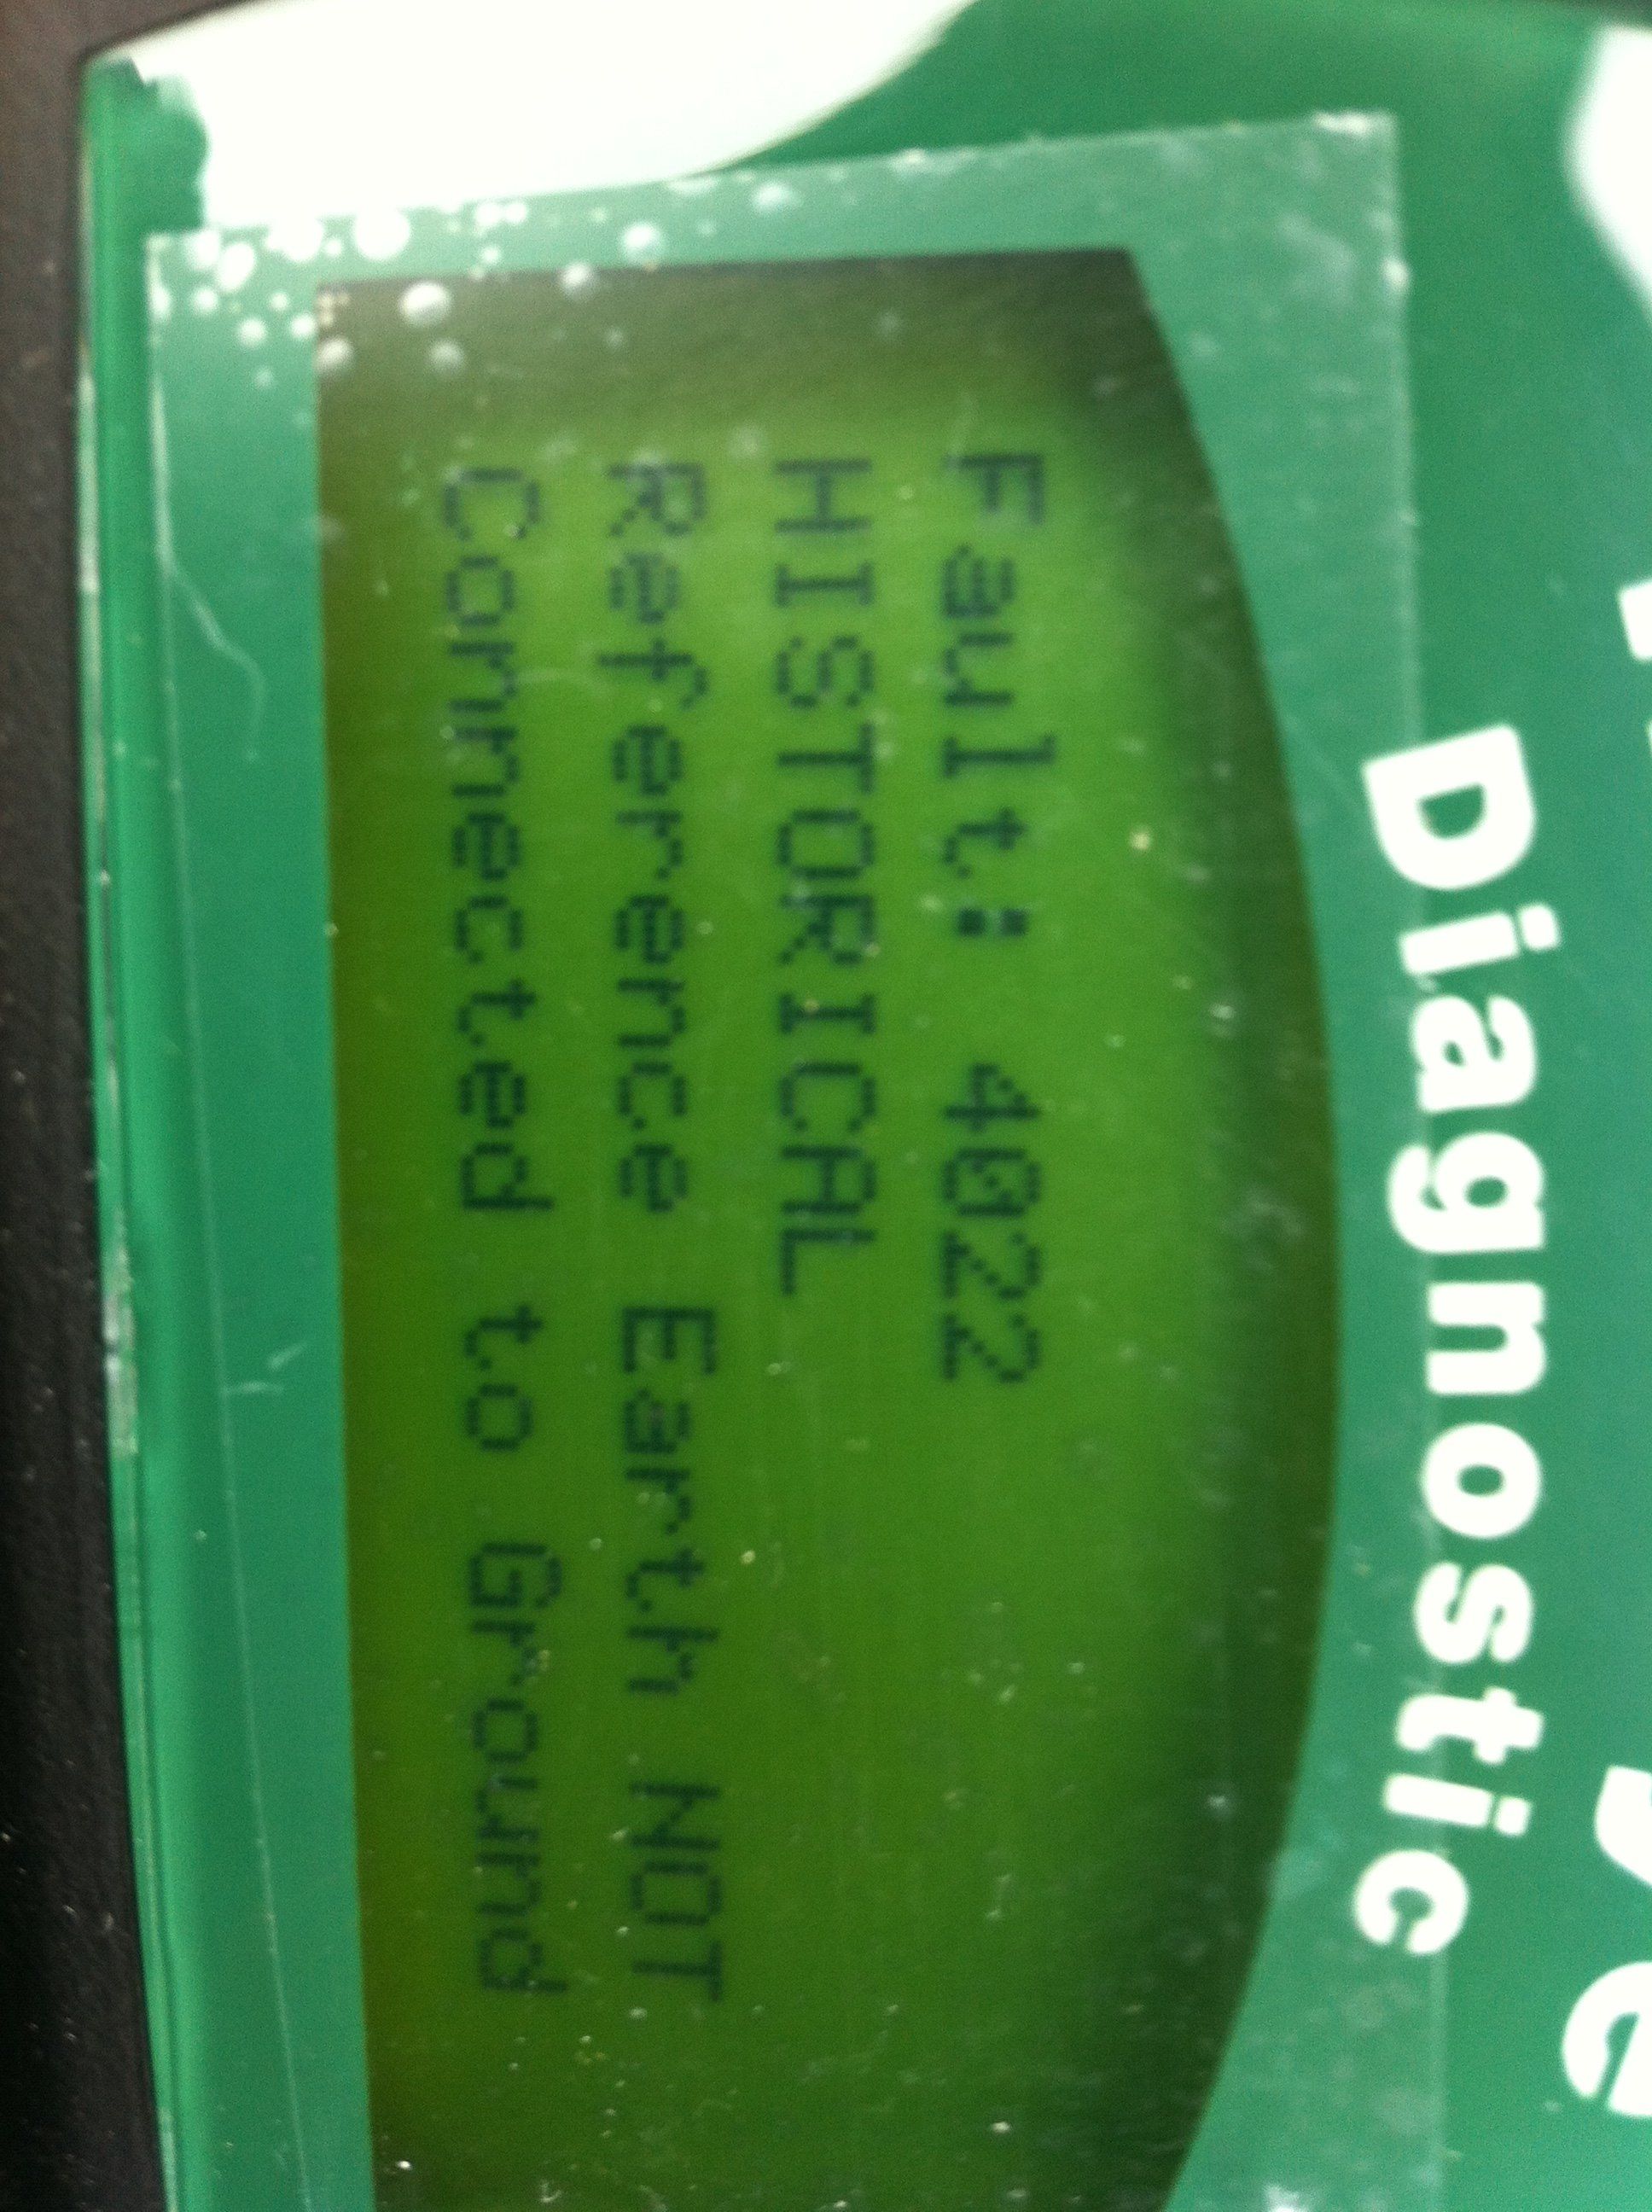 Diagnostic
Fault: 4022
HISTORICAL
Reference Earth NOT
Connected to Ground